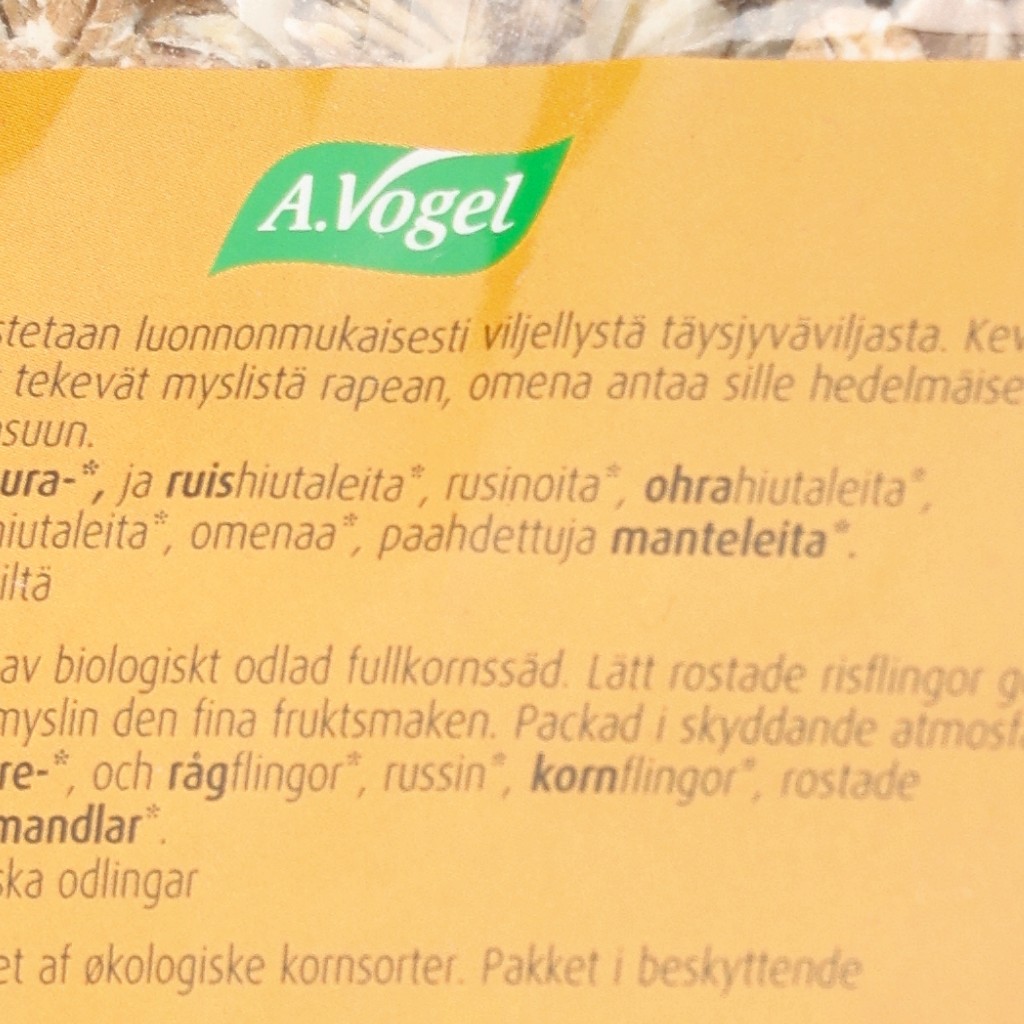 A.Vogel
stetaan luonnonmukaisesti viljellystä täysjyväviljasta. Kev
tekevät myslistä rapean, omena antaa sille hedelmäise
suun.
ura-*, ja ruishiutaleita*, rusinoita*, ohrahiutaleita*,
hiutaleita*, omenaa*, paahdettuja manteleita*.
iltä
av biologiskt odlad fullkornssäd. Lätt rostade risflingor g
myslin den fina fruktsmaken. Packad i skyddande atmosf
re-*, och rågflingor*, russin*, kornflingor*, rostade
mandlar*.
ska odlingar
et af økologiske kornsorter. Pakket i beskyttende